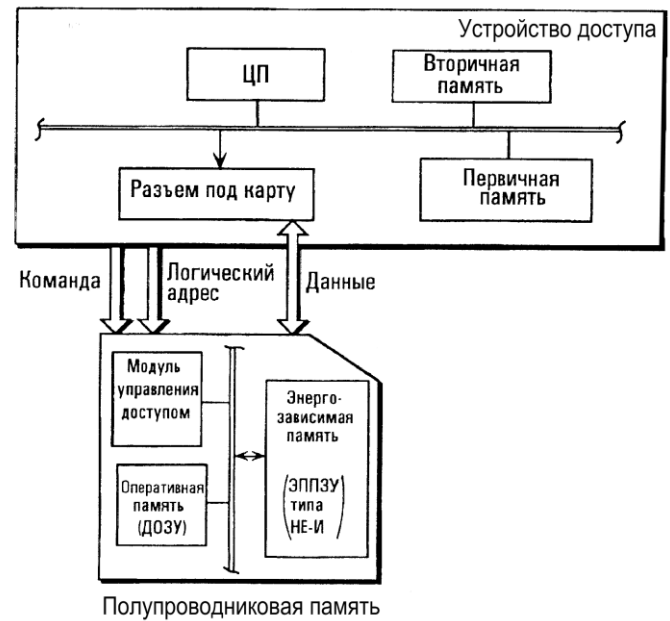 Устройство доступа
ЦП
Вторичная
память
Разъем под карту
Первичная
память
Команда
Логический
адрес
Данные
Модуль
управления
доступом
Энерго-
зависимая
память
Оперативная
память
(ДОЗУ)
(ЭППЗУ
типа
НЕ-И)
Полупроводниковая память